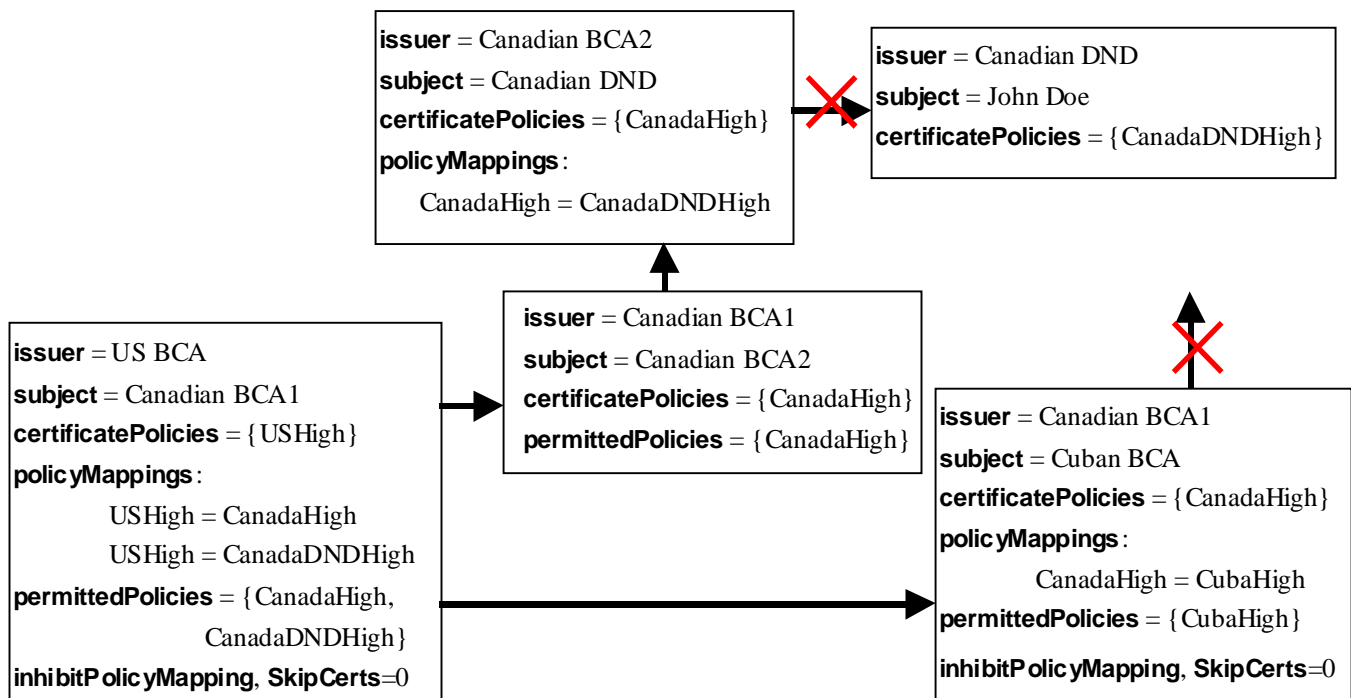 issuer = Canadian BCA2
subject = Canadian DND
certificatePolicies = {CanadaHigh}
policyMappings:
CanadaHigh = CanadaDNDHigh
issuer = Canadian DND
subject = John Doe
certificatePolicies = {CanadaDNDHigh}
issuer = US BCA
subject = Canadian BCA1
certificatePolicies = {USHigh}
policyMappings:
USHigh = CanadaHigh
USHigh = CanadaDNDHigh
permittedPolicies = {CanadaHigh,
CanadaDNDHigh}
inhibitPolicyMapping, SkipCerts=0
issuer = Canadian BCA1
subject = Canadian BCA2
certificatePolicies = {CanadaHigh}
permittedPolicies = {CanadaHigh}
issuer = Canadian BCA1
subject = Cuban BCA
certificatePolicies = {CanadaHigh}
policyMappings:
CanadaHigh = CubaHigh
permittedPolicies = {CubaHigh}
inhibitPolicyMapping, SkipCerts=0